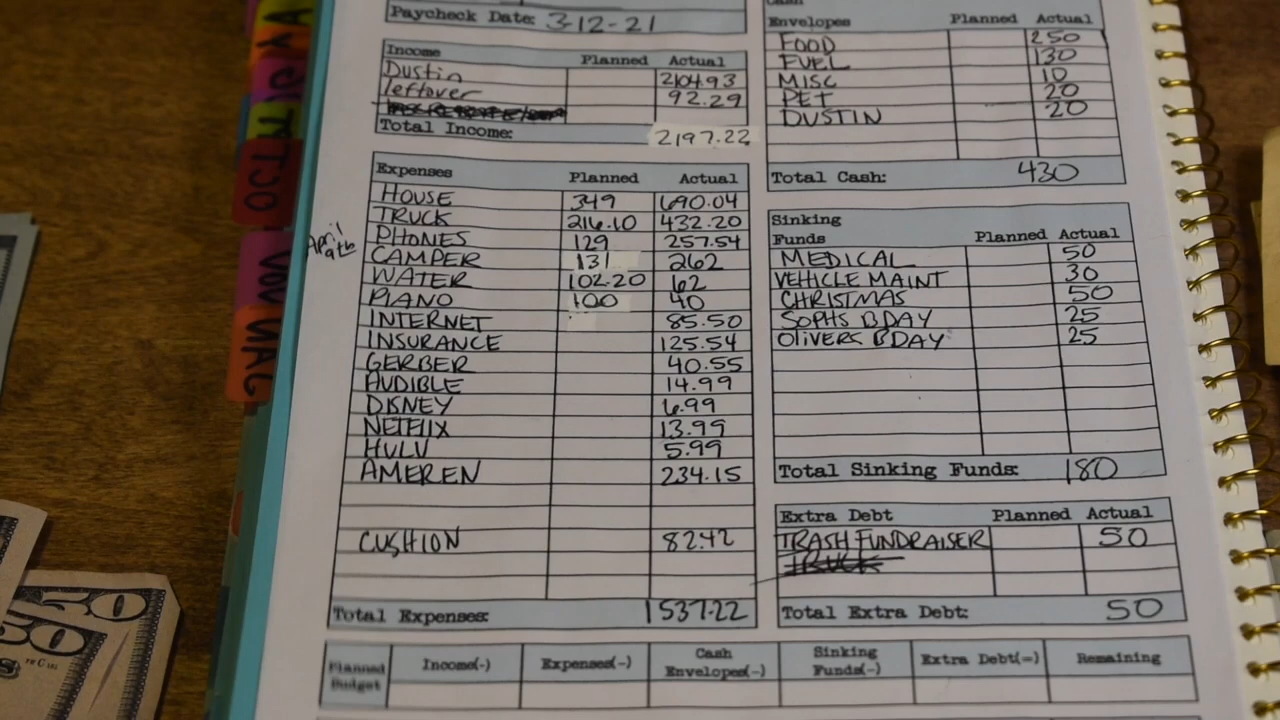 Paycheck Date: 3-12-21
Income Planned Actual
Dustin 2104.93
leftover 92.29
Total Income: 2197.22
Expenses Planned Actual
HOUSE 349 690.04
TRUCK 216.10 432.20
April 9th
PHONES 129 257.54
CAMPER 131 262
WATER 102.20 62
PIANO 100 40
INTERNET 85.50
INSURANCE 125.54
GERBER 40.55
AUDIBLE 14.99
DISNEY 6.99
NETFLIX 13.99
HULU 5.99
AMEREN 234.15
CUSHION 82.42
Total Expenses: 1537.22
Cash
Envelopes Planned Actual
FOOD 250
FUEL 130
MISC 10
PET 20
DUSTIN 20
Total Cash: 430
Sinking
Funds Planned Actual
MEDICAL 50
VEHICLE MAINT 30
CHRISTMAS 50
SOPHS BDAY 25
OLIVERS BDAY 25
Total Sinking Funds: 180
Extra Debt Planned Actual
TRASH FUNDRAISER 50
TRUCK
Total Extra Debt: 50
Planned Budget Income(-) Expenses(-) Cash Envelopes(-) Sinking Funds(-) Extra Debt(=) Remaining
50
50